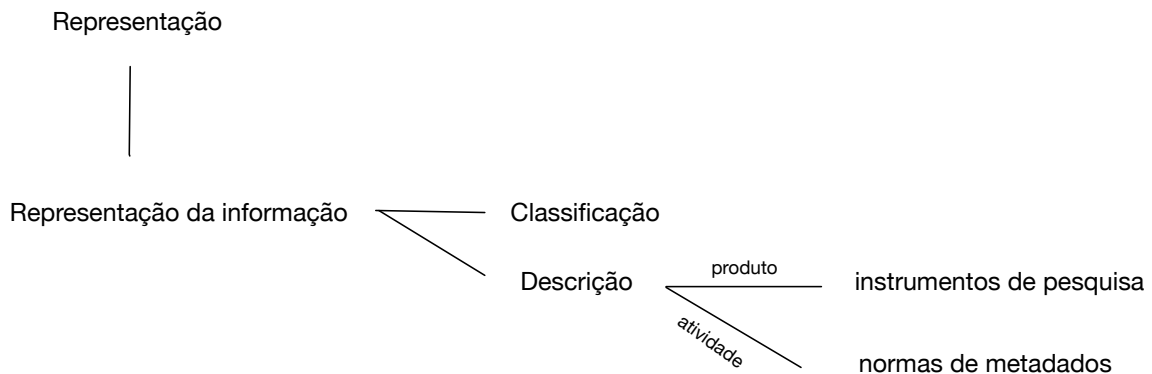 Representação
Representação da informação
Classificação
Descrição
produto
instrumentos de pesquisa
atividade
normas de metadados